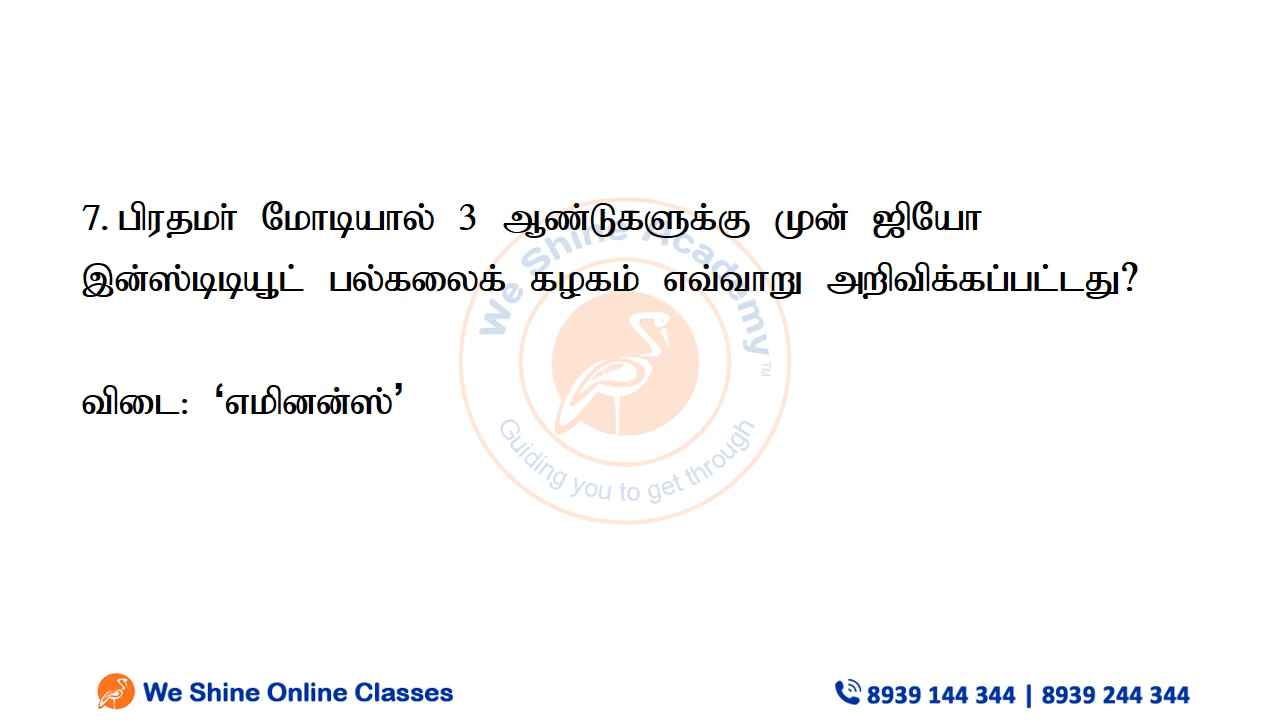 7. பிரதமர் மோடியால் 3 ஆண்டுகளுக்கு முன் ஜியோ
இன்ஸ்டிடியூட் பல்கலைக் கழகம் எவ்வாறு அறிவிக்கப்பட்டது?
We Shine Academy
TM
விடை: ‘எமினன்ஸ்’
Guiding you to get through
We Shine Online Classes
8939 144 344 | 8939 244 344